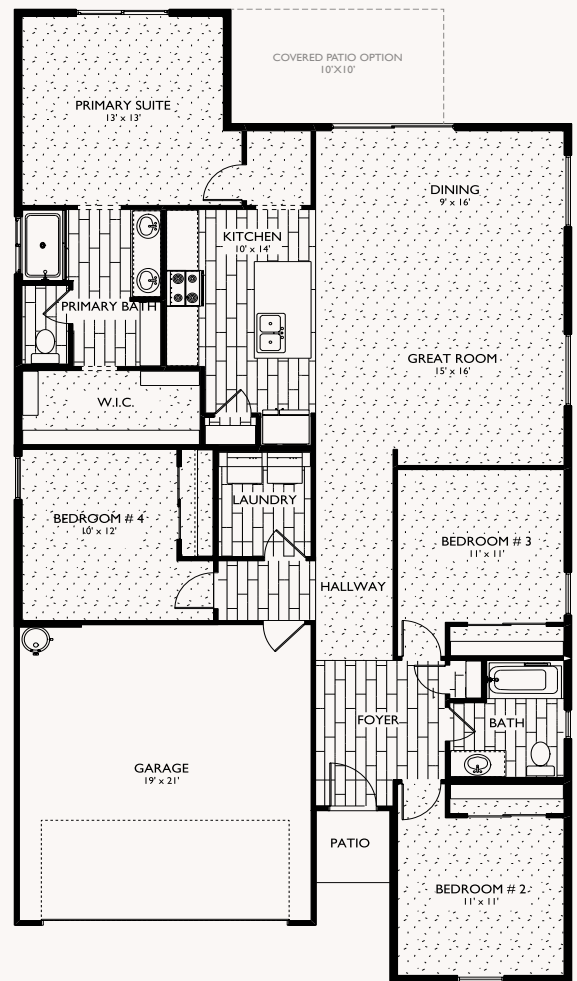 COVERED PATIO OPTION
10'X10'
PRIMARY SUITE
13' x 13'
DINING
9' x 16'
KITCHEN
10' x 14'
PRIMARY BATH
GREAT ROOM
15' x 16'
W.I.C.
LAUNDRY
BEDROOM # 4
10' x 12'
BEDROOM # 3
11' x 11'
HALLWAY
FOYER
BATH
GARAGE
19' x 21'
PATIO
BEDROOM # 2
11' x 11'